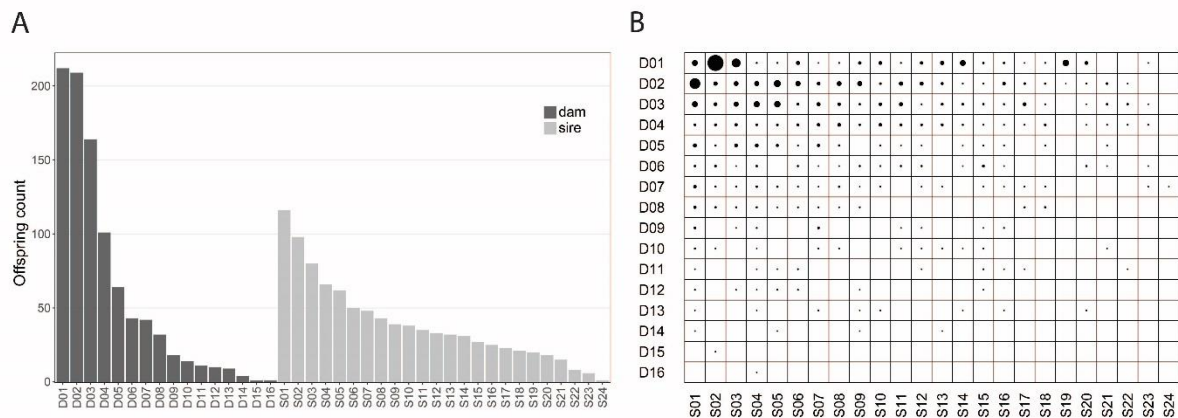 A
B
Offspring count
200
150
100
50
0
dam
sire
D01 D02 D03 D04 D05 D06 D07 D08 D09 D10 D11 D12 D13 D14 D15 D16 S01 S02 S03 S04 S05 S06 S07 S08 S09 S10 S11 S12 S13 S14 S15 S16 S17 S18 S19 S20 S21 S22 S23 S24
D01
D02
D03
D04
D05
D06
D07
D08
D09
D10
D11
D12
D13
D14
D15
D16
S01 S02 S03 S04 S05 S06 S07 S08 S09 S10 S11 S12 S13 S14 S15 S16 S17 S18 S19 S20 S21 S22 S23 S24